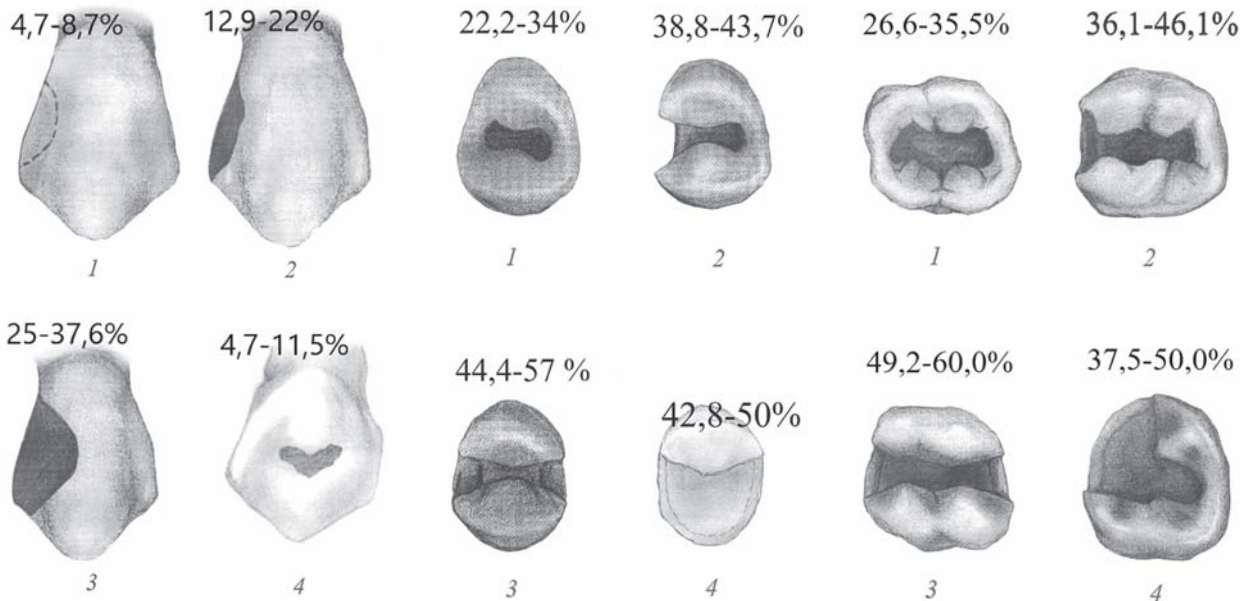 4,7-8,7% 12,9-22% 22,2-34% 38,8-43,7% 26,6-35,5% 36,1-46,1%
1 2 1 2 1 2
25-37,6% 4,7-11,5% 44,4-57 % 42,8-50% 49,2-60,0% 37,5-50,0%
3 4 3 4 3 4